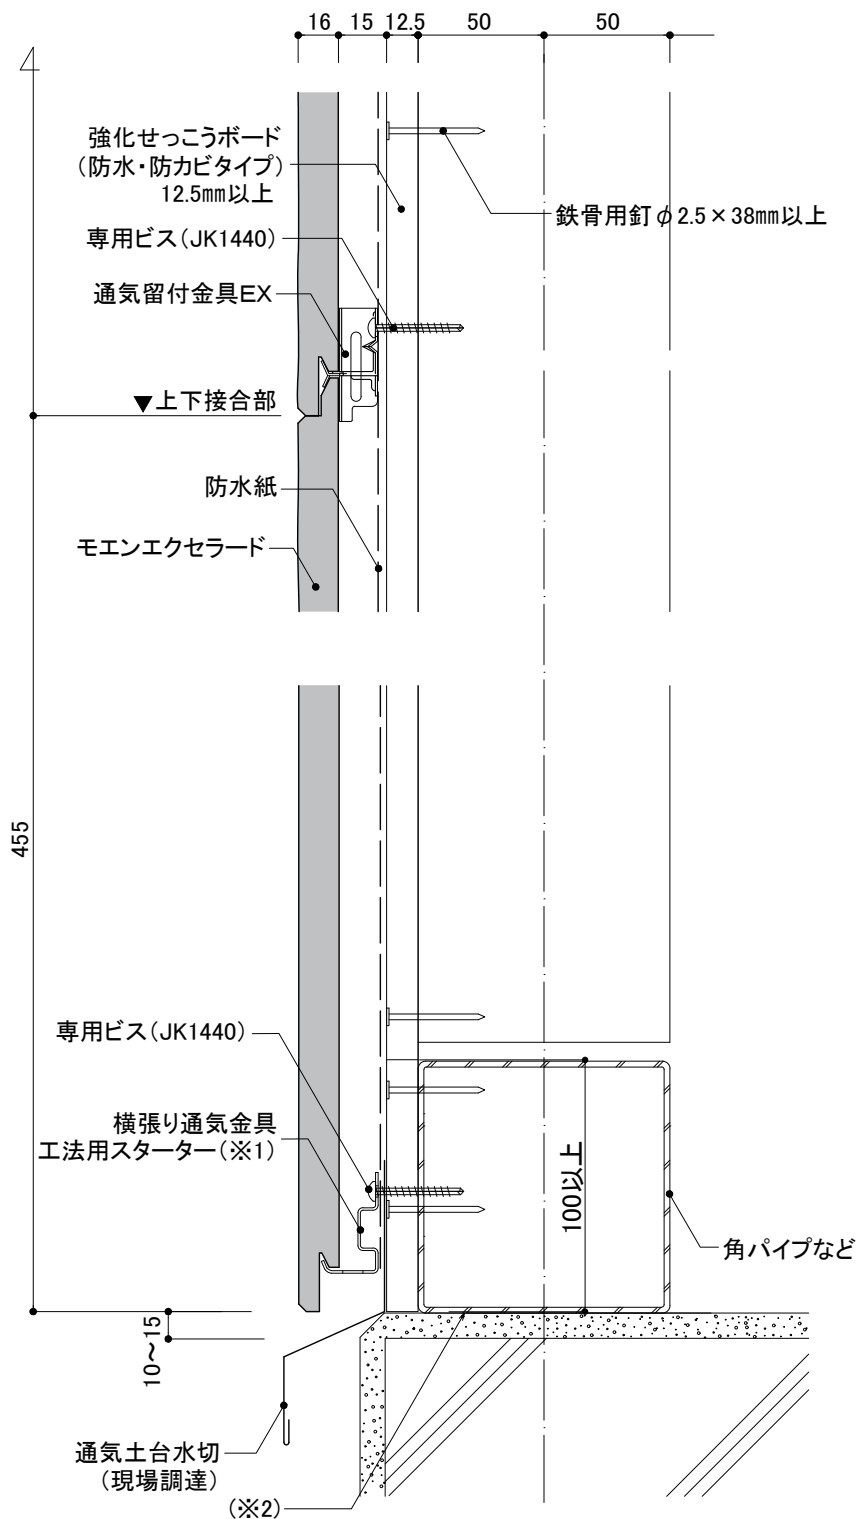 16 15 12.5 50 50
強化せっこうボード
（防水・防カビタイプ）
12.5㎜以上
鉄骨用釘φ2.5×38㎜以上
専用ビス（JK1440）
通気留付金具EX
▼上下接合部
防水紙
モエンエクセラード
455
専用ビス（JK1440）
横張り通気金具
工法用スターター（※1）
100以上
角パイプなど
10～15
通気土台水切
（現場調達）
（※2）